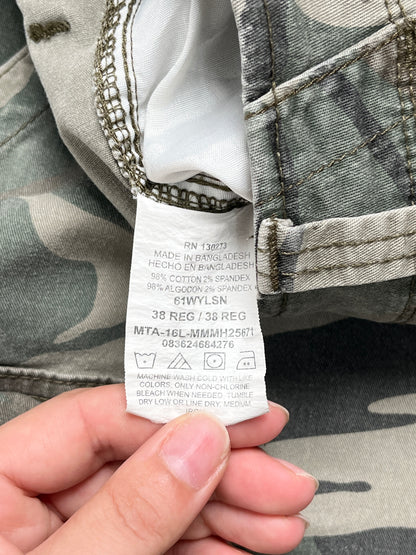 RN 130273
MADE IN BANGLADESH
HECHO EN BANGLADESH
98% COTTON 2% SPANDEX
98% ALGODON 2% SPANDEX
61WYLSN
38 REG / 38 REG
MTA-16L-MMMH25671
083624684276
MACHINE WASH COLD WITH LIKE
COLORS, ONLY NON-CHLORINE
BLEACH WHEN NEEDED. TUMBLE
DRY LOW OR LINE DRY. MEDIUM